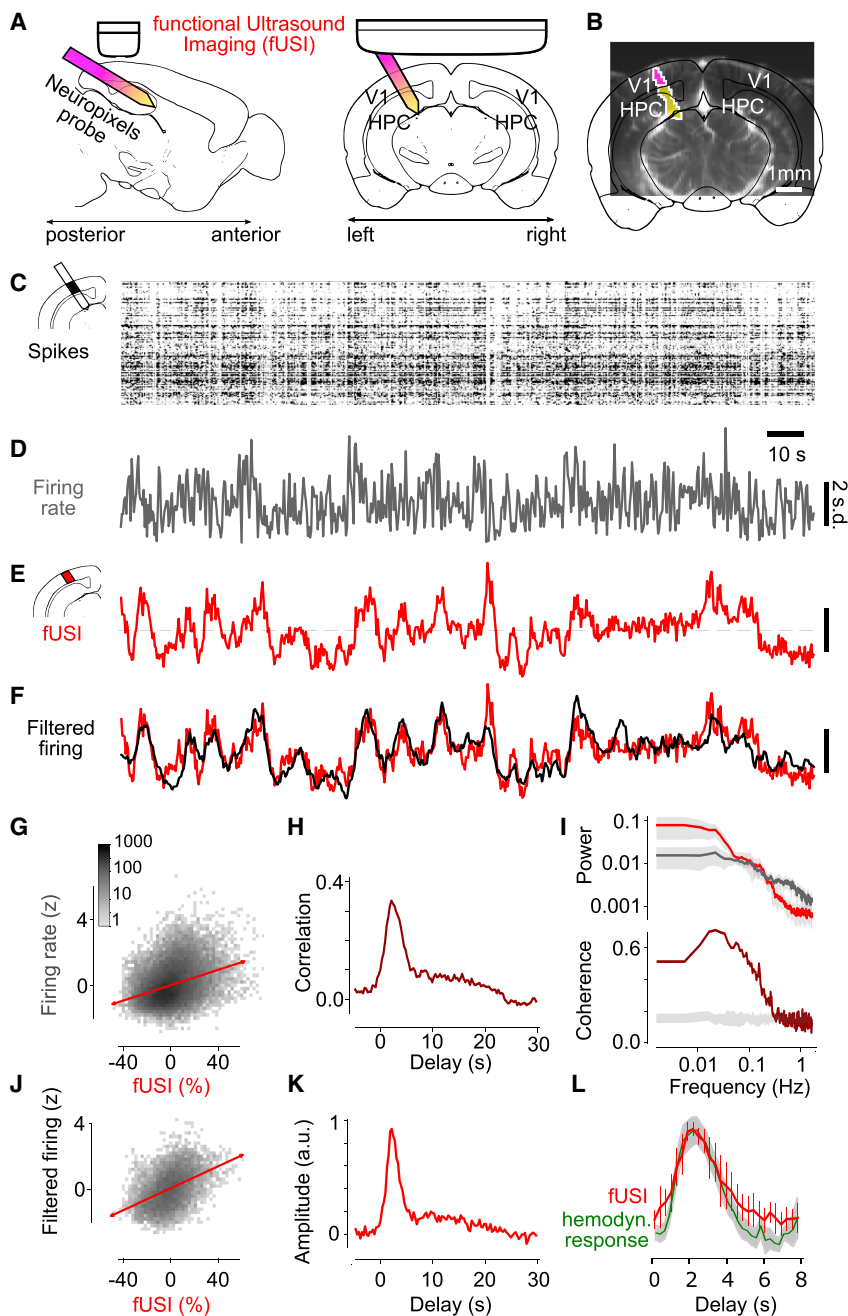 A
functional Ultrasound
Imaging (fUSI)
Neuropixels
probe
posterior
anterior
V1
V1
HPC
HPC
left
right
B
V1
V1
HPC
HPC
1mm
C
Spikes
D
10 s
Firing
rate
2 s.d.
E
fUSI
F
Filtered
firing
G
1000
100
10
1
Firing rate (z)
4
0
-40
0
40
fUSI (%)
H
Correlation
0.4
0.0
0
10
20
30
Delay (s)
I
Power
0.1
0.01
0.001
Coherence
0.6
0.0
0.01
0.1
1
Frequency (Hz)
J
Filtered firing (z)
4
0
-40
0
40
fUSI (%)
K
Amplitude (a.u.)
1
0
0
10
20
30
Delay (s)
L
fUSI
hemodyn.
response
0
2
4
6
8
Delay (s)